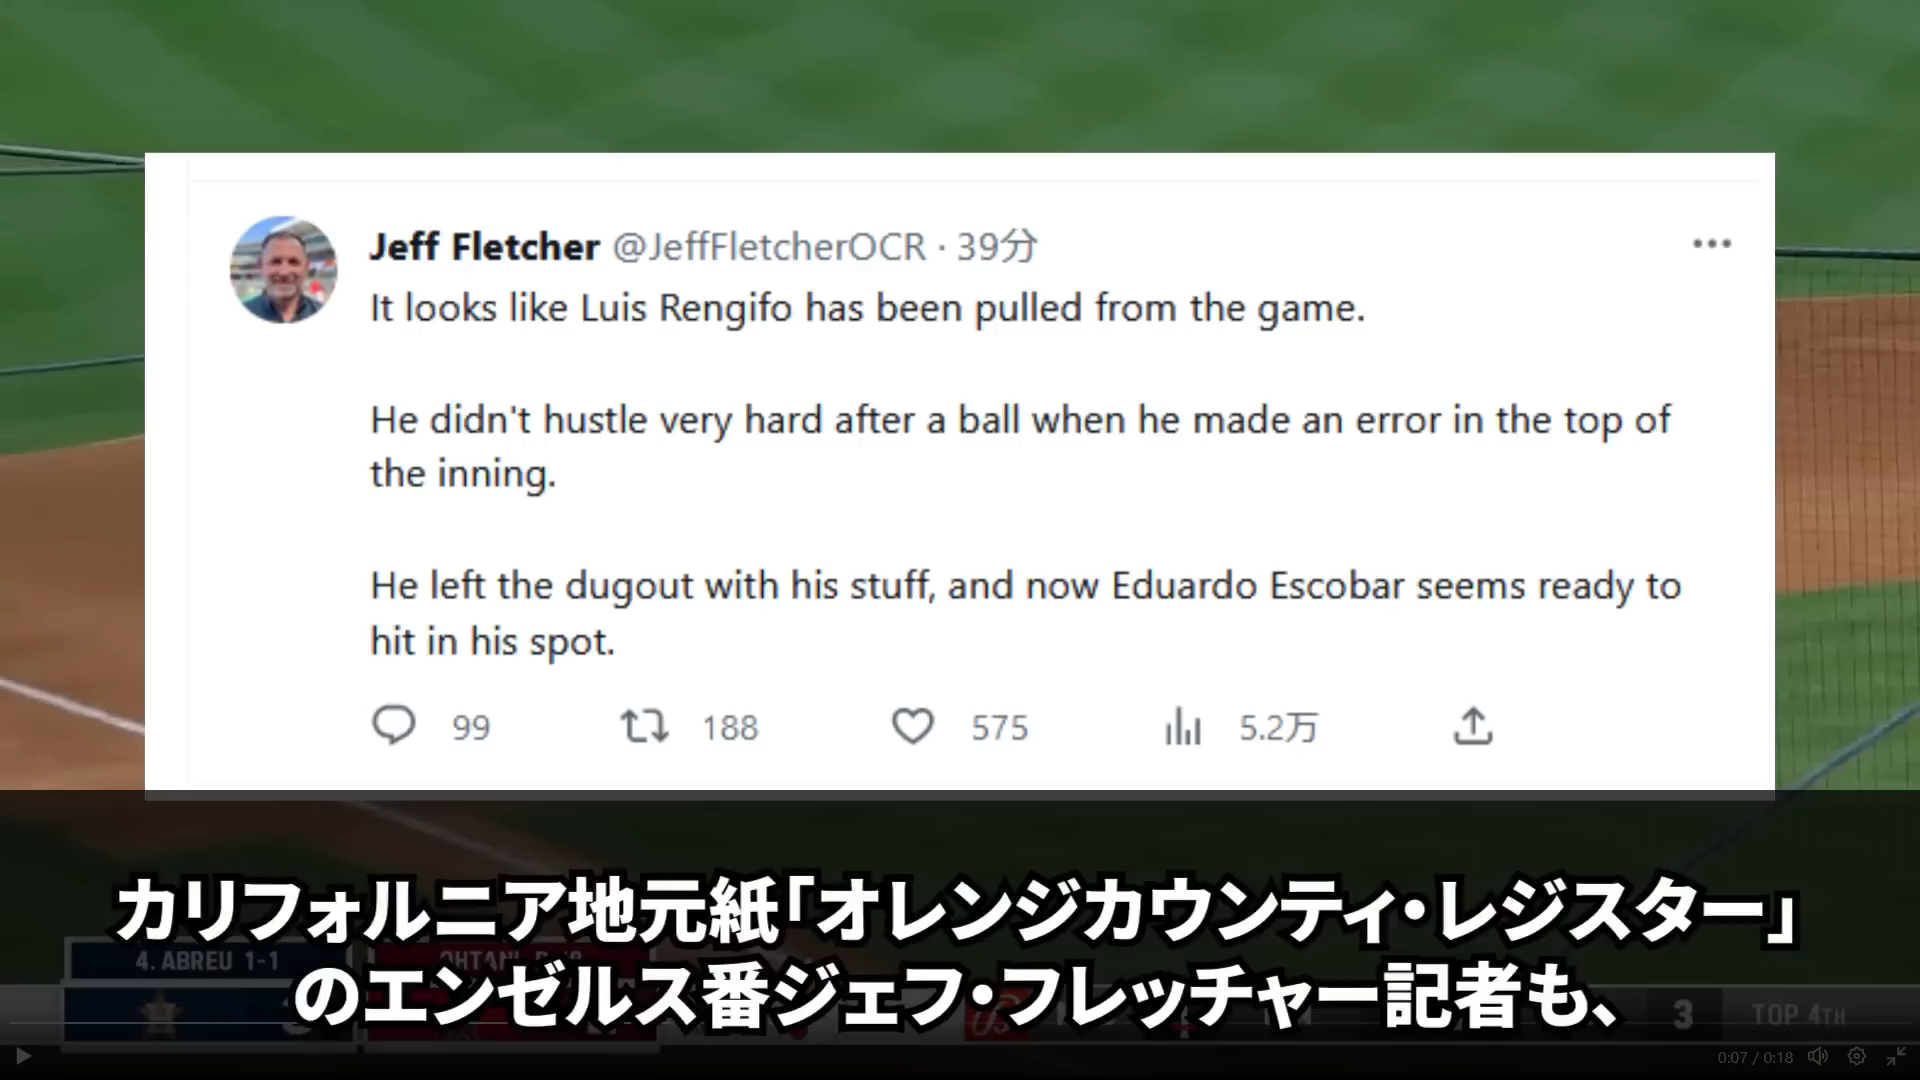 Jeff Fletcher @JeffFletcherOCR · 39分
It looks like Luis Rengifo has been pulled from the game.
He didn't hustle very hard after a ball when he made an error in the top of
the inning.
He left the dugout with his stuff, and now Eduardo Escobar seems ready to
hit in his spot.
99 188 575 5.2万
カリフォルニア地元紙「オレンジカウンティ・レジスター」
4. ABREU 1-1
OHTANI
のエンゼルス番ジェフ・フレッチャー記者も、
3 TOP 4TH
0:07 / 0:18